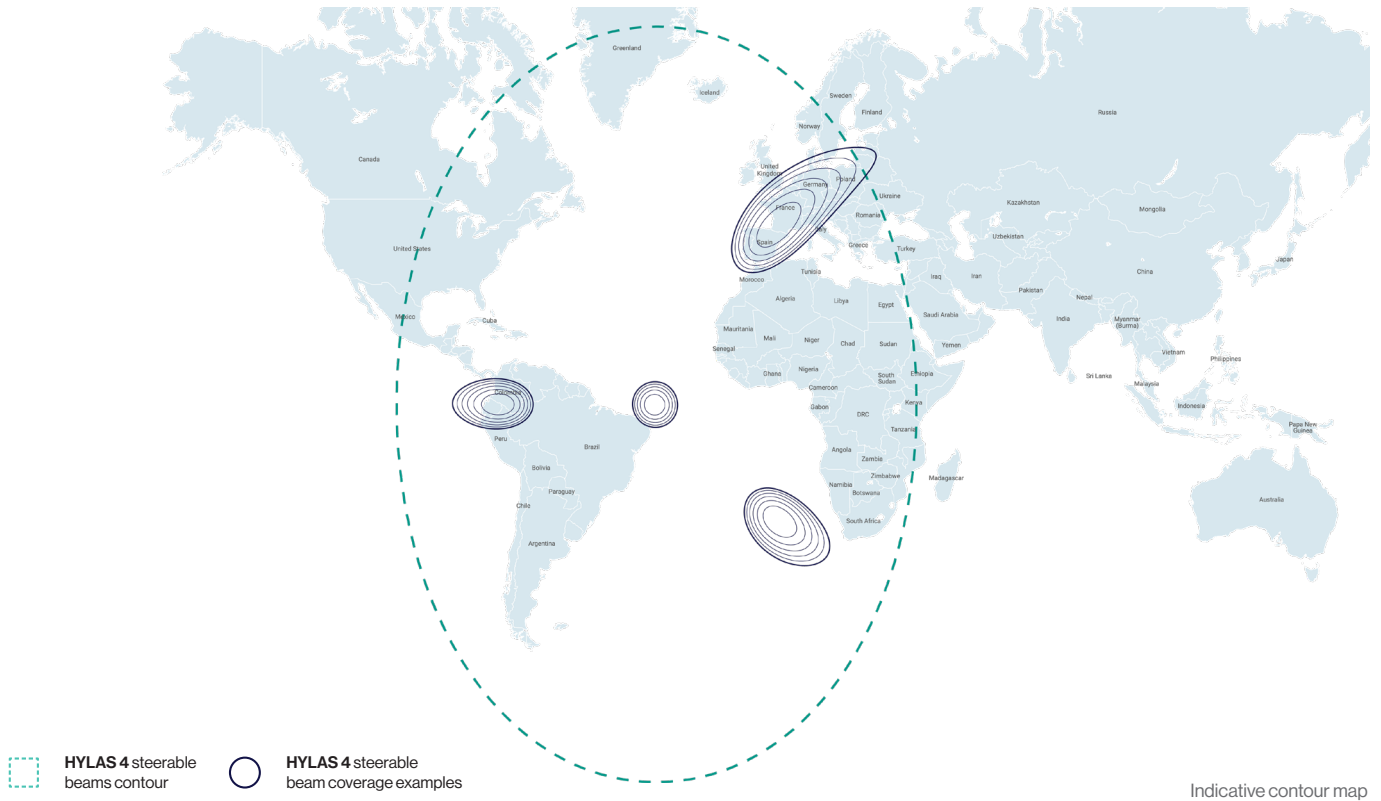 Greenland
Iceland
Sweden
Finland
Russia
Norway
Canada
United
Kingdom
Germany
Poland
Ukraine
Kazakhstan
Mongolia
France
Romania
Italy
Uzbekistan
Spain
Greece
Turkey
United States
Japan
Tunisia
China
Morocco
Iraq
Iran
Pakistan
Nepal
Algeria
Libya
Egypt
Saudi Arabia
India
Myanmar
(Burma)
Mexico
Cuba
Mauritania
Mali
Niger
Chad
Sudan
Yemen
Senegal
Vietnam
Philippines
Ghana
Nigeria
South
Sudan
Ethiopia
Sri Lanka
Malaysia
Cameroon
Colombia
Gabon
DRC
Kenya
Indonesia
Papua New
Guinea
Tanzania
Peru
Brazil
Angola
Zambia
Bolivia
Zimbabwe
Madagascar
Namibia
Botswana
Paraguay
Chile
South Africa
Australia
Argentina
HYLAS 4 steerable
beams contour
HYLAS 4 steerable
beam coverage examples
Indicative contour map